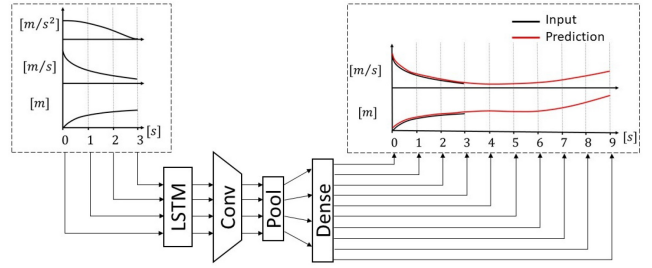 [m/s²]
[m/s]
[m]
[s]
0 1 2 3
Input
Prediction
[m/s]
[m]
[s]
0 1 2 3 4 5 6 7 8 9
LSTM
Conv
Pool
Dense